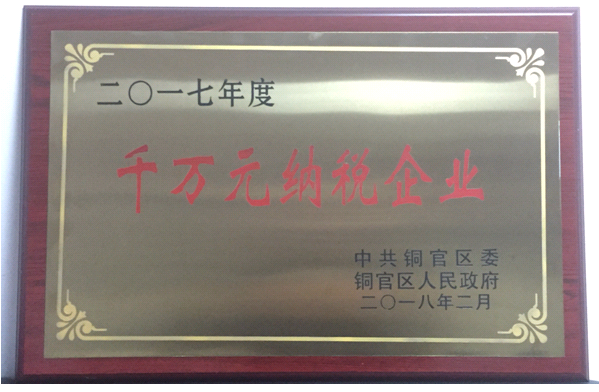 二〇一七年度
千万元纳税企业
中共铜官区委
铜官区人民政府
二〇一八年二月